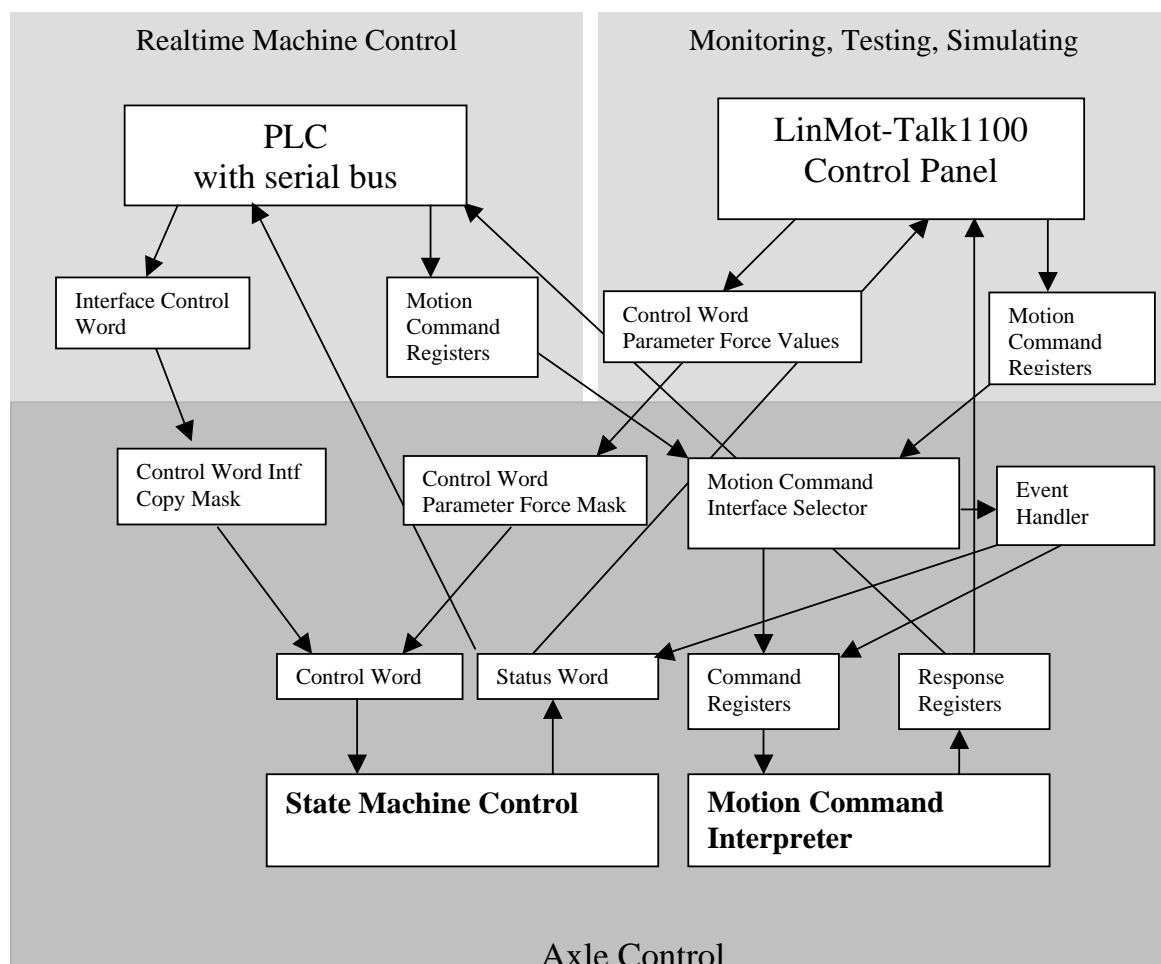 Realtime Machine Control
Monitoring, Testing, Simulating
PLC
with serial bus
LinMot-Talk1100
Control Panel
Interface Control
Word
Motion
Command
Registers
Control Word
Parameter Force Values
Motion
Command
Registers
Control Word Intf
Copy Mask
Control Word
Parameter Force Mask
Motion Command
Interface Selector
Event
Handler
Control Word
Status Word
Command
Registers
Response
Registers
State Machine Control
Motion Command
Interpreter
Axle Control